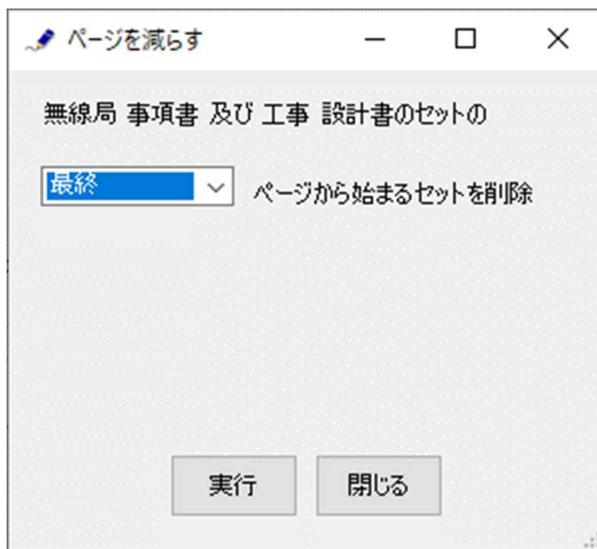 ページを減らす
無線局 事項書 及び 工事 設計書のセットの
最終 ページから始まるセットを削除
実行 閉じる